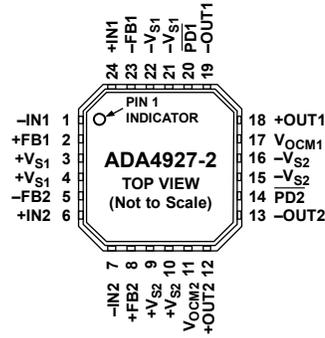 24 +IN1
23 –FB1
22 –VS1
21 –VS1
20 PD1
19 –OUT1
–IN1 1
+FB1 2
+VS1 3
+VS1 4
–FB2 5
+IN2 6
PIN 1
INDICATOR
ADA4927-2
TOP VIEW
(Not to Scale)
18 +OUT1
17 VOCM1
16 –VS2
15 –VS2
14 PD2
13 –OUT2
–IN2 7
+FB2 8
+VS2 9
+VS2 10
VOCM2 11
+OUT2 12